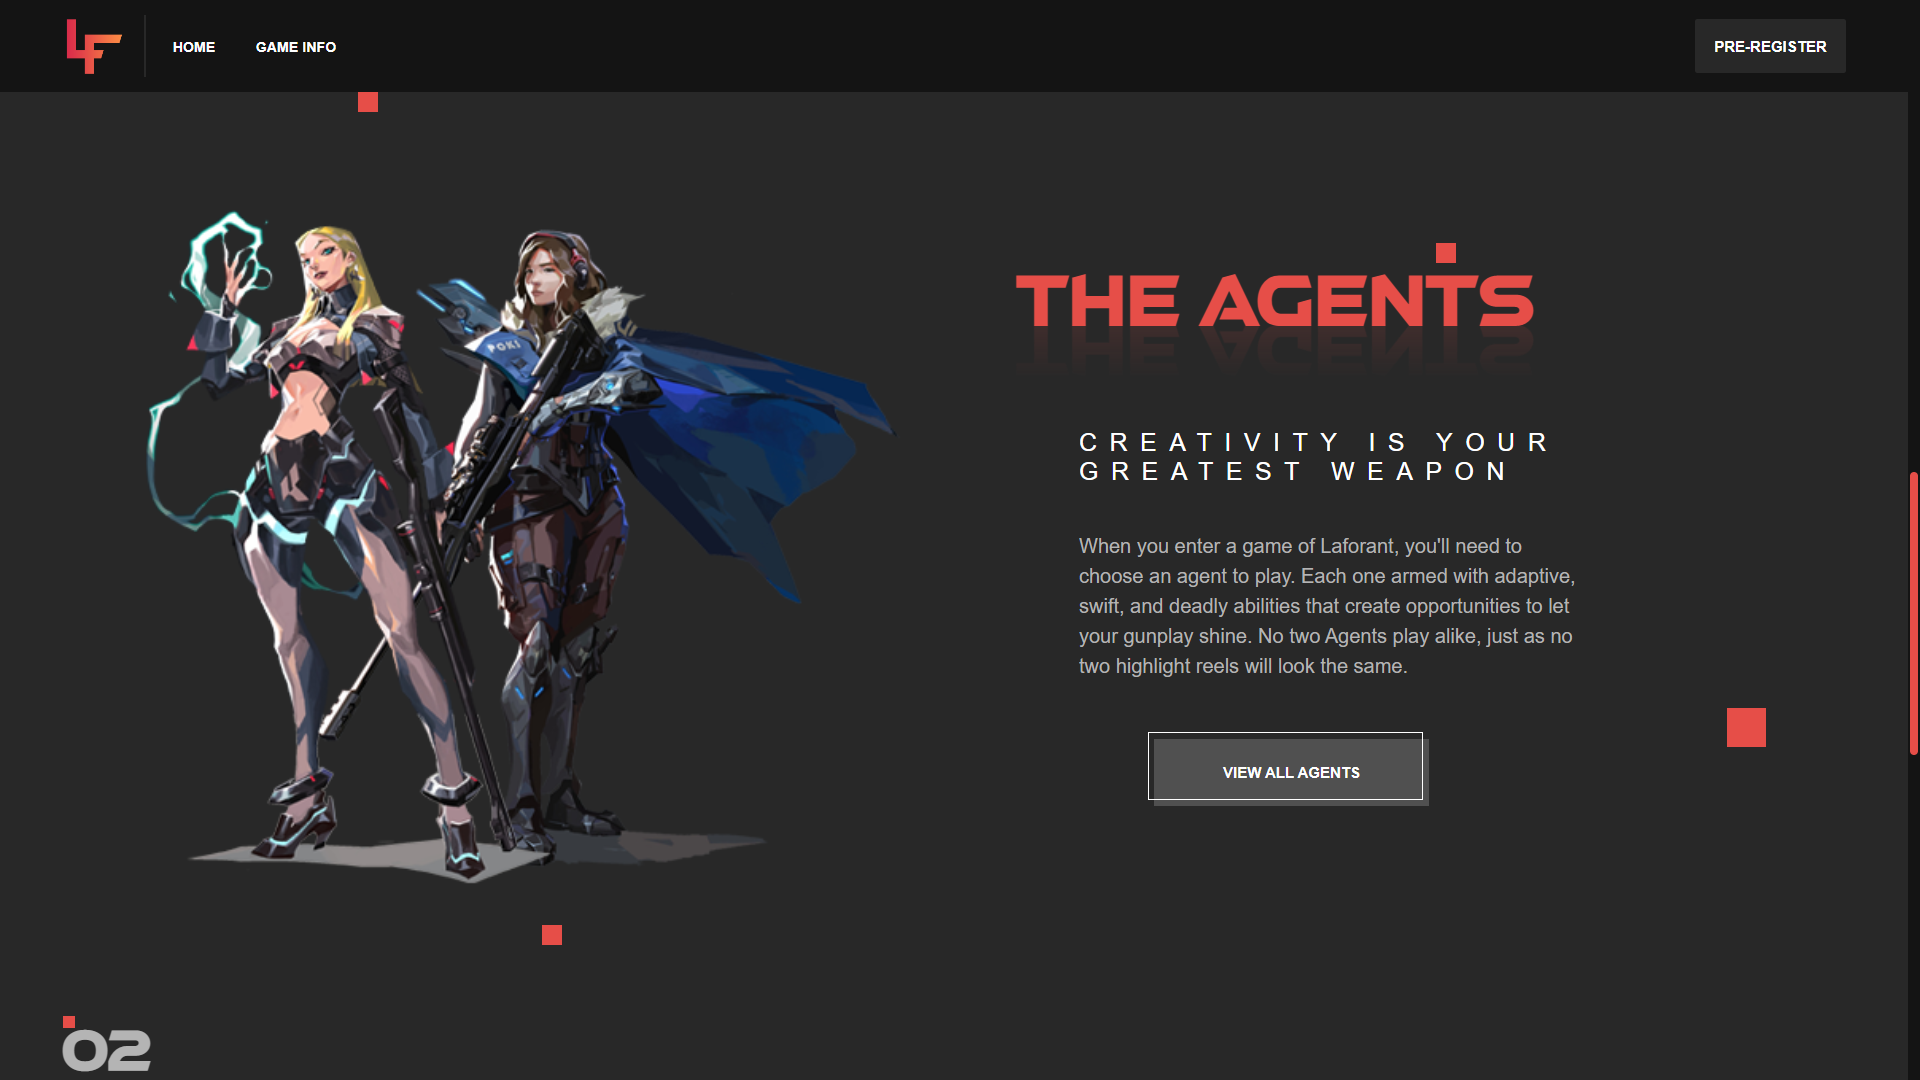 LF
HOME
GAME INFO
PRE-REGISTER
POKI
THE AGENTS
CREATIVITY IS YOUR
GREATEST WEAPON
When you enter a game of Laforant, you'll need to
choose an agent to play. Each one armed with adaptive,
swift, and deadly abilities that create opportunities to let
your gunplay shine. No two Agents play alike, just as no
two highlight reels will look the same.
VIEW ALL AGENTS
02